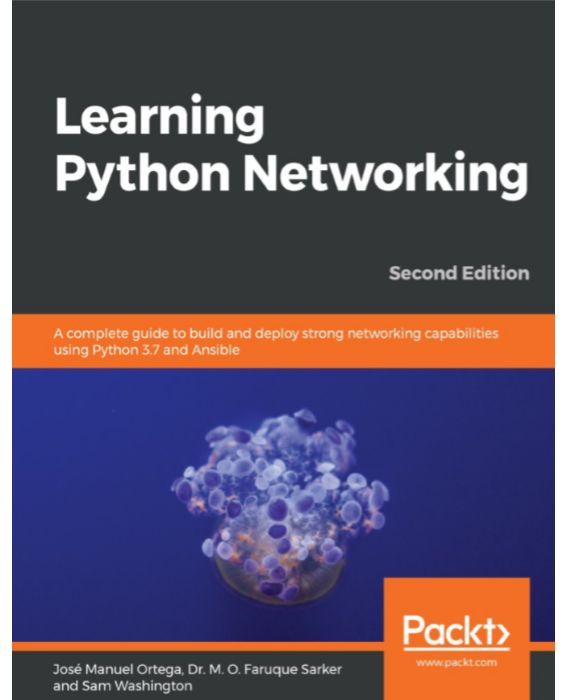 Learning
Python Networking
Second Edition
A complete guide to build and deploy strong networking capabilities
using Python 3.7 and Ansible
Packt>
www.packt.com
José Manuel Ortega, Dr. M. O. Faruque Sarker
and Sam Washington